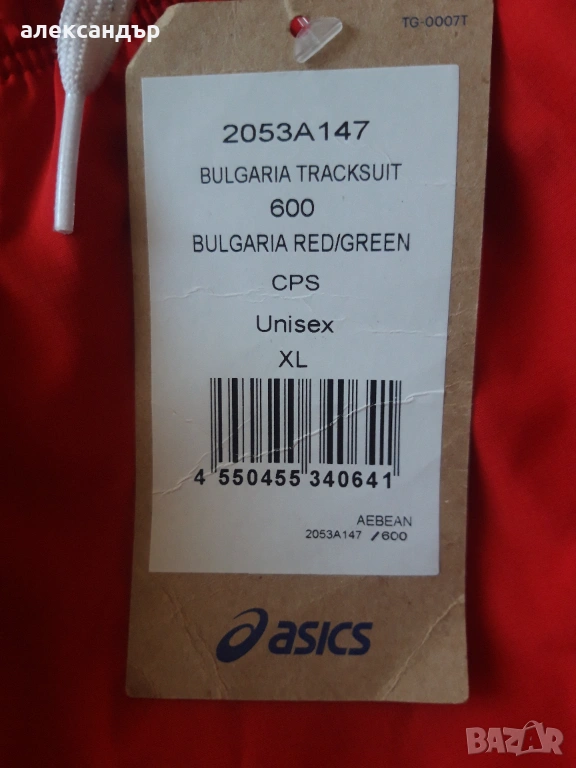 александър
TG-0007T
2053A147
BULGARIA TRACKSUIT
600
BULGARIA RED/GREEN
CPS
Unisex
XL
4 550455 340641
AEBEAN
2053A147 /600
asics
BAZAR